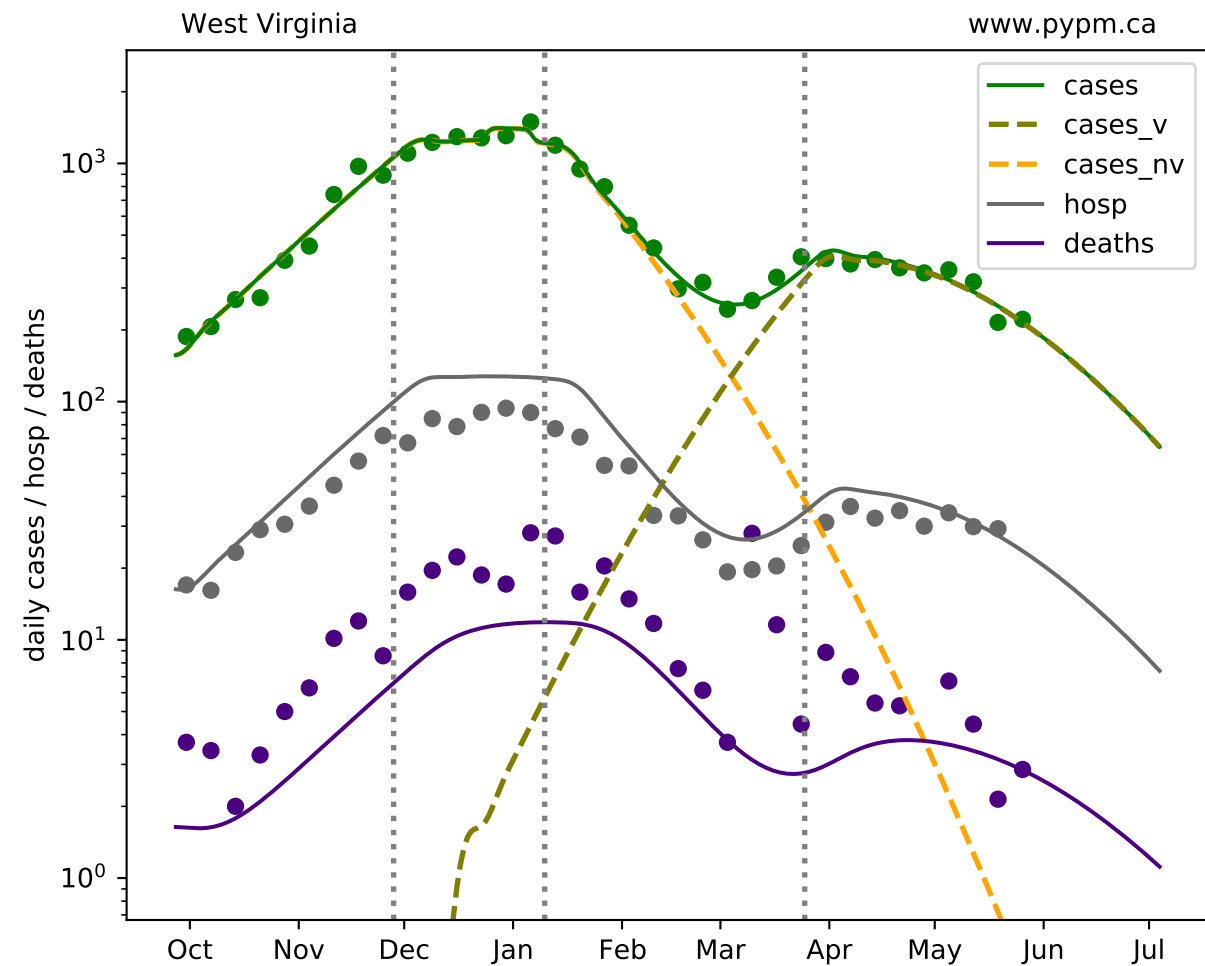 West Virginia
www.pypm.ca
cases
cases_v
cases_nv
hosp
deaths
daily cases / hosp / deaths
10³
10²
10¹
10⁰
Oct Nov Dec Jan Feb Mar Apr May Jun Jul